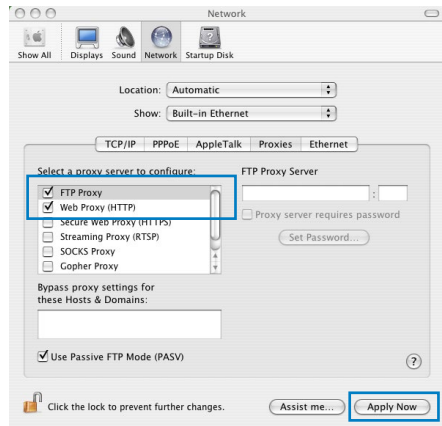 Network
Show All Displays Sound Network Startup Disk
Location: Automatic
Show: Built-in Ethernet
TCP/IP PPPoE AppleTalk Proxies Ethernet
Select a proxy server to configure:
FTP Proxy Server
FTP Proxy
Web Proxy (HTTP)
:
Secure Web Proxy (HTTPS)
Proxy server requires password
Streaming Proxy (RTSP)
Set Password...
SOCKS Proxy
Gopher Proxy
Bypass proxy settings for
these Hosts & Domains:
Use Passive FTP Mode (PASV)
?
Click the lock to prevent further changes.
Assist me...
Apply Now